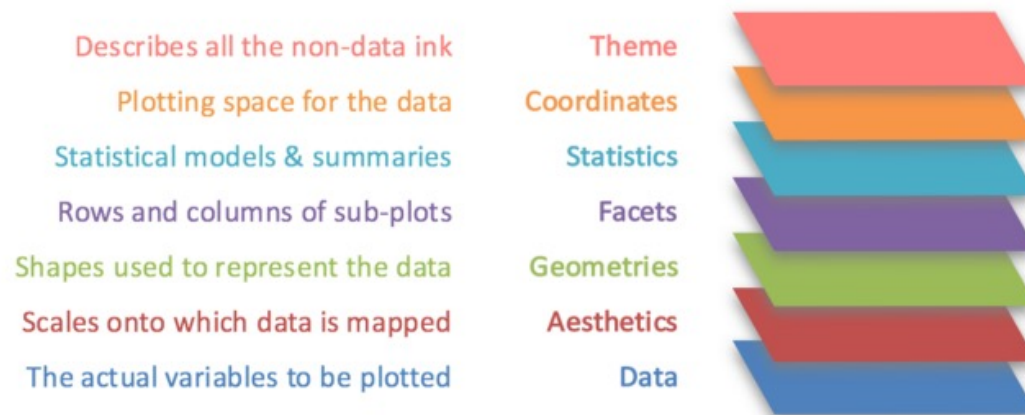 Describes all the non-data ink Theme
Plotting space for the data Coordinates
Statistical models & summaries Statistics
Rows and columns of sub-plots Facets
Shapes used to represent the data Geometries
Scales onto which data is mapped Aesthetics
The actual variables to be plotted Data